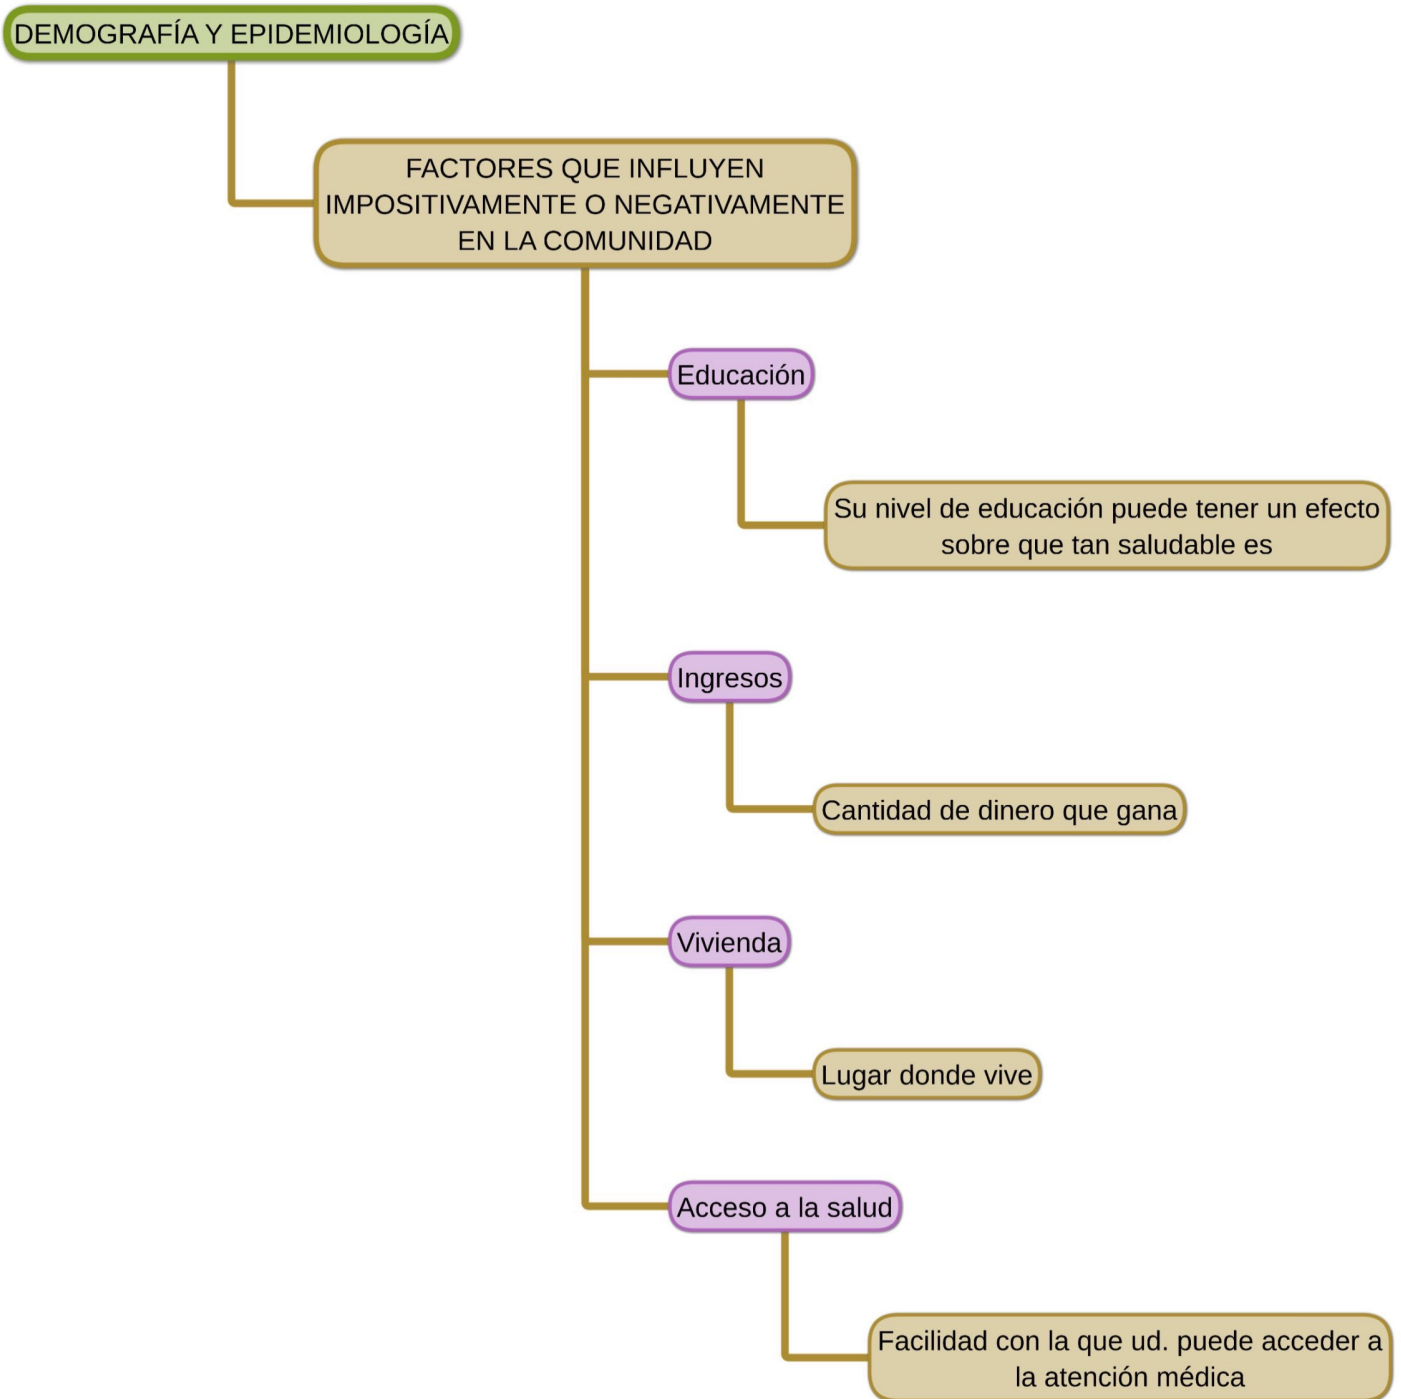 DEMOGRAFÍA Y EPIDEMIOLOGÍA
FACTORES QUE INFLUYEN
IMPOSITIVAMENTE O NEGATIVAMENTE
EN LA COMUNIDAD
Educación
Su nivel de educación puede tener un efecto
sobre que tan saludable es
Ingresos
Cantidad de dinero que gana
Vivienda
Lugar donde vive
Acceso a la salud
Facilidad con la que ud. puede acceder a
la atención médica